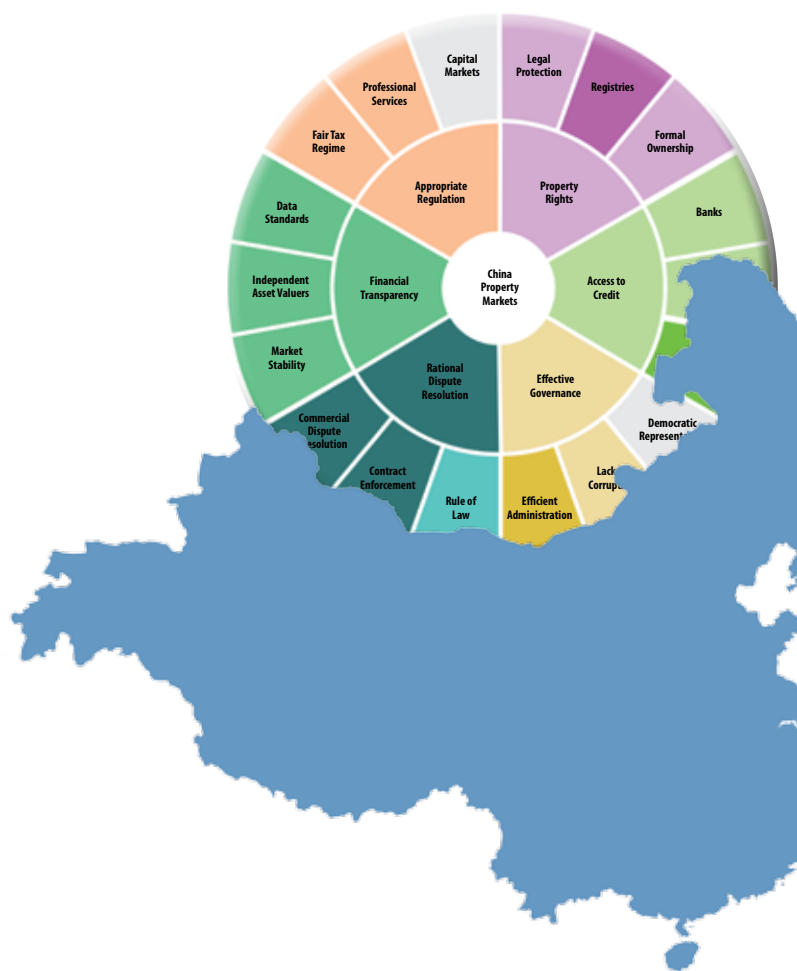 Capital
Markets
Legal
Protection
Professional
Services
Registries
Fair Tax
Regime
Formal
Ownership
Appropriate
Regulation
Property
Rights
Data
Standards
Banks
Independent
Asset Valuers
Financial
Transparency
China
Property
Markets
Access to
Credit
Market
Stability
Rational
Dispute
Resolution
Effective
Governance
Commercial
Dispute
Democratic
Contract
Enforcement
Rule of
Law
Efficient
Administration